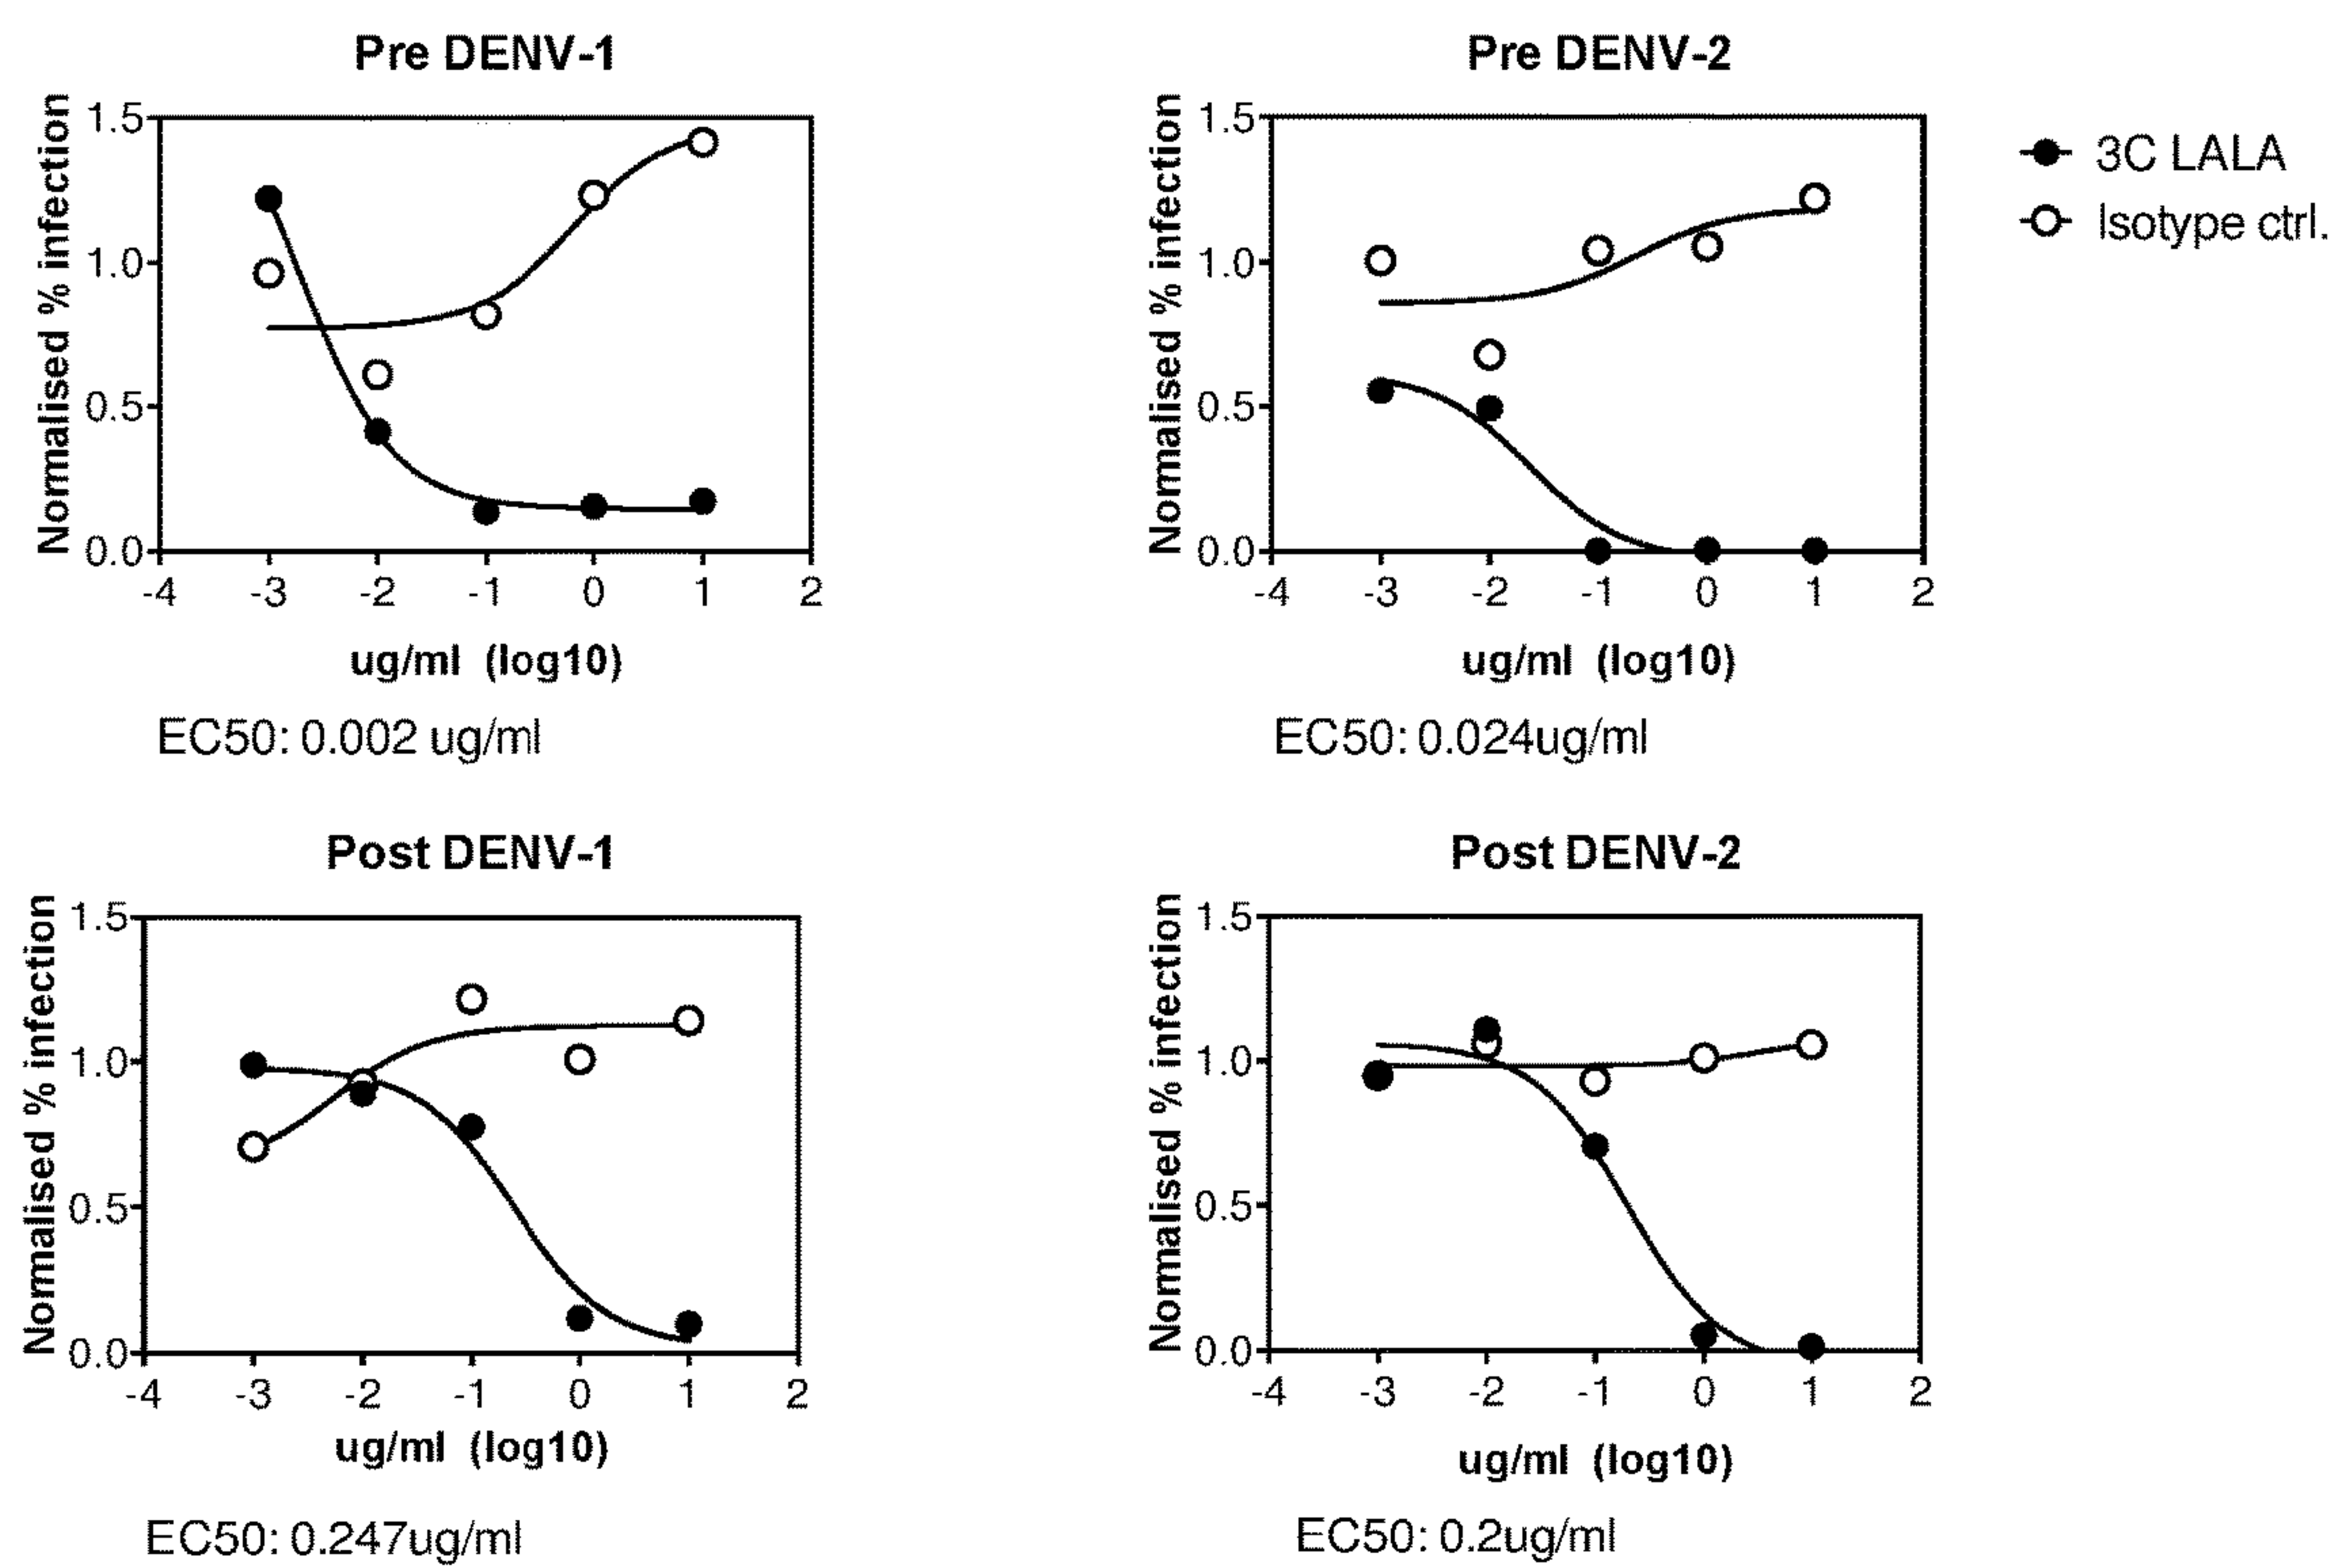 Pre DENV-1
Normalised % infection
1.5
1.0
0.5
0.0
-4 -3 -2 -1 0 1 2
ug/ml (log10)
EC50: 0.002 ug/ml
Pre DENV-2
Normalised % infection
1.5
1.0
0.5
0.0
-4 -3 -2 -1 0 1 2
ug/ml (log10)
EC50: 0.024ug/ml
3C LALA
Isotype ctrl.
Post DENV-1
Normalised % infection
1.5
1.0
0.5
0.0
-4 -3 -2 -1 0 1 2
ug/ml (log10)
EC50: 0.247ug/ml
Post DENV-2
Normalised % infection
1.5
1.0
0.5
0.0
-4 -3 -2 -1 0 1 2
ug/ml (log10)
EC50: 0.2ug/ml